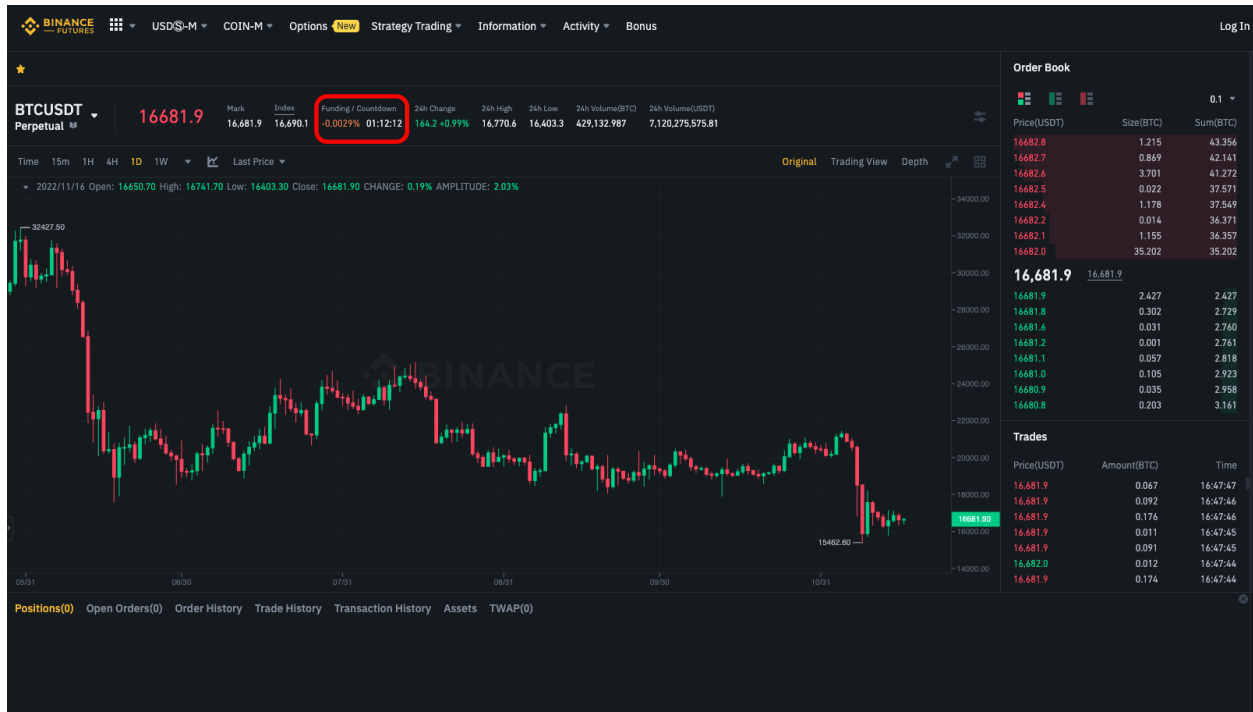 BINANCE FUTURES USDⓈ-M COIN-M Options New Strategy Trading Information Activity Bonus Log In
BTCUSDT Perpetual
16681.9
Mark 16,681.9
Index 16,690.1
Funding / Countdown -0.0029% 01:12:12
24h Change 164.2 +0.99%
24h High 16,770.6
24h Low 16,403.3
24h Volume(BTC) 429,132.987
24h Volume(USDT) 7,120,275,575.81
Time 15m 1H 4H 1D 1W Last Price Original Trading View Depth
2022/11/16 Open: 16650.70 High: 16741.70 Low: 16403.30 Close: 16681.90 CHANGE: 0.19% AMPLITUDE: 2.03%
32427.50
BINANCE
15462.60
34000.00
32000.00
30000.00
28000.00
26000.00
24000.00
22000.00
20000.00
18000.00
16681.90
16000.00
14000.00
05/31 06/30 07/31 08/31 09/30 10/31
Order Book
0.1
Price(USDT) Size(BTC) Sum(BTC)
16682.8 1.215 43.356
16682.7 0.869 42.141
16682.6 3.701 41.272
16682.5 0.022 37.571
16682.4 1.178 37.549
16682.2 0.014 36.371
16682.1 1.155 36.357
16682.0 35.202 35.202
16,681.9 16,681.9
16681.9 2.427 2.427
16681.8 0.302 2.729
16681.6 0.031 2.760
16681.2 0.001 2.761
16681.1 0.057 2.818
16681.0 0.105 2.923
16680.9 0.035 2.958
16680.8 0.203 3.161
Trades
Price(USDT) Amount(BTC) Time
16,681.9 0.067 16:47:47
16,681.9 0.092 16:47:46
16,681.9 0.176 16:47:46
16,681.9 0.011 16:47:45
16,681.9 0.091 16:47:45
16,682.0 0.012 16:47:44
16,681.9 0.174 16:47:44
Positions(0) Open Orders(0) Order History Trade History Transaction History Assets TWAP(0)